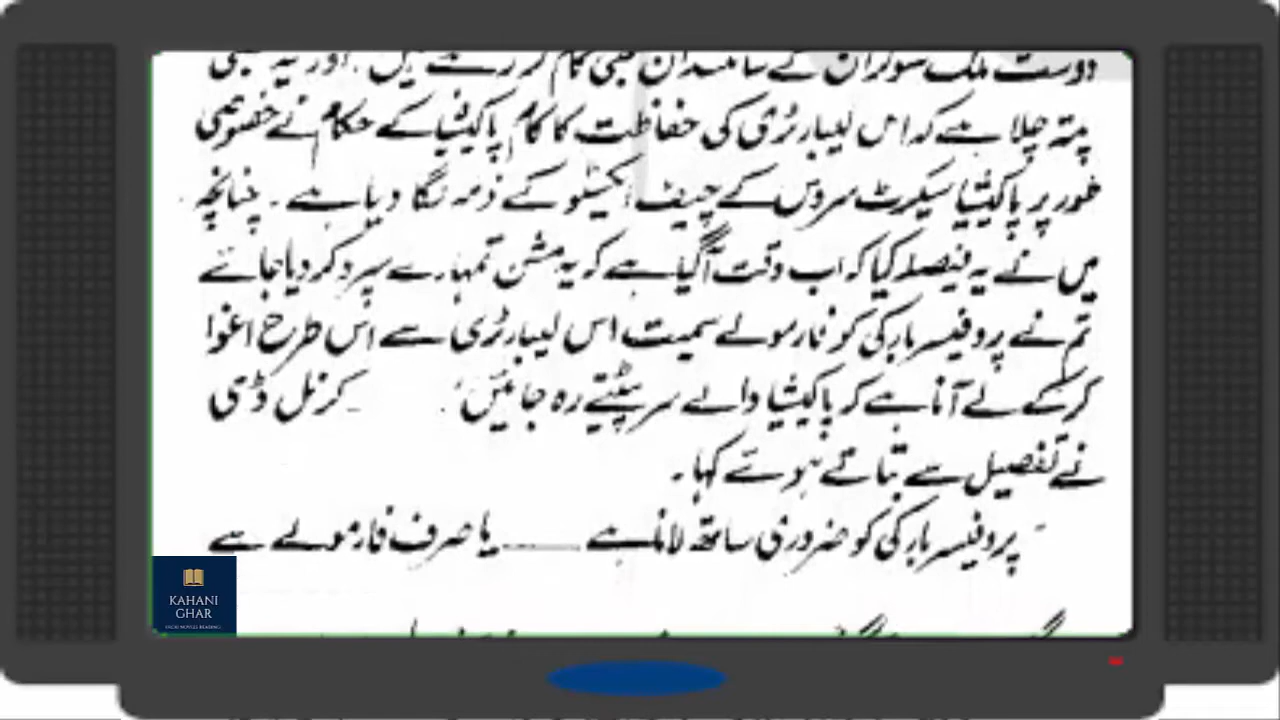 دوست ملک سوڈان کے سائنسدان بھی کام کر رہے ہیں۔ اور یہ بھی
پتہ چلا ہے کہ اس لیبارٹری کی حفاظت کا کام پاکیشیا کے حکام نے خصوصی
طور پر پاکیشیا سیکرٹ سروس کے چیف ایکسٹو کے ذمہ لگا دیا ہے۔ چنانچہ
میں نے یہ فیصلہ کیا کہ اب وقت آگیا ہے کہ یہ مشن تمہارے سپرد کر دیا جائے
تم نے پروفیسر بارکی کو فارمولے سمیت اس لیبارٹری سے اس طرح اغوا
کرکے لے آنا ہے کہ پاکیشیا والے سر پیٹتے رہ جائیں“۔ کرنل ڈی
نے تفصیل سے بتاتے ہوئے کہا۔
”پروفیسر بارکی کو ضروری ساتھ لانا ہے ـــــ یا صرف فارمولے سے
KAHANI
GHAR